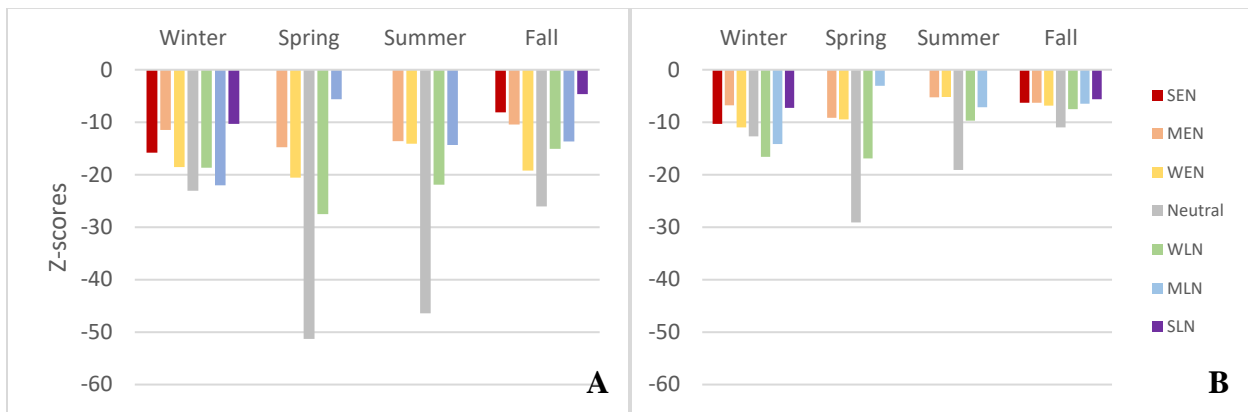 Winter Spring Summer Fall
0
-10
-20
-30
-40
-50
-60
Z-scores
A
Winter Spring Summer Fall
0
-10
-20
-30
-40
-50
-60
B
SEN
MEN
WEN
Neutral
WLN
MLN
SLN